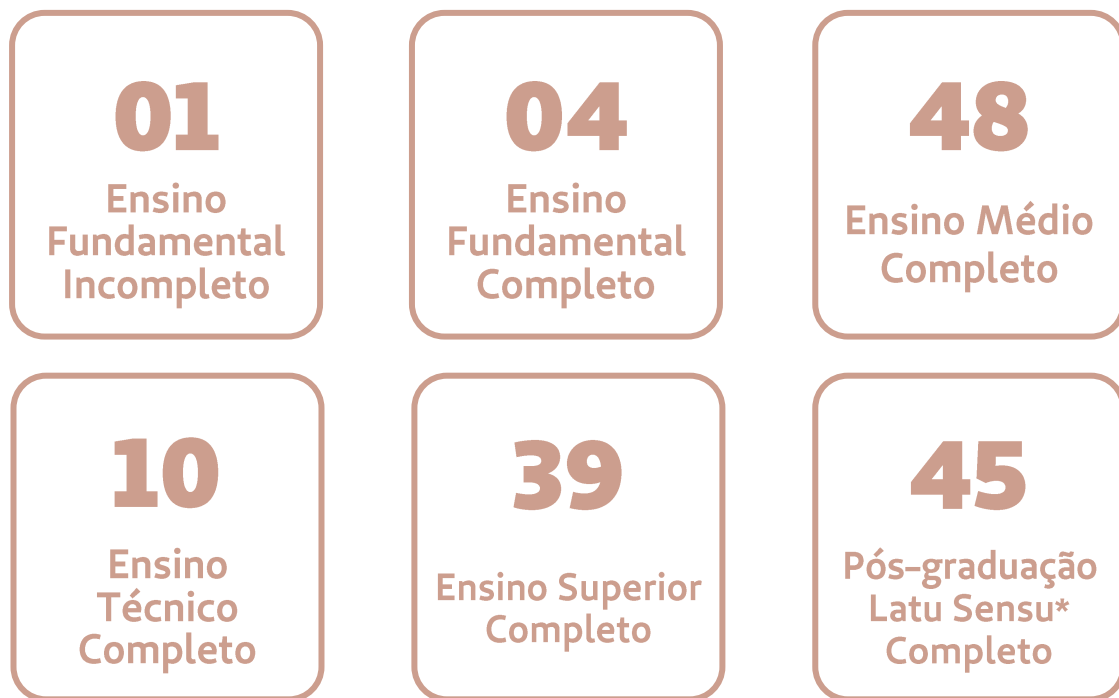 01
Ensino
Fundamental
Incompleto
04
Ensino
Fundamental
Completo
48
Ensino Médio
Completo
10
Ensino
Técnico
Completo
39
Ensino Superior
Completo
45
Pós-graduação
Latu Sensu*
Completo